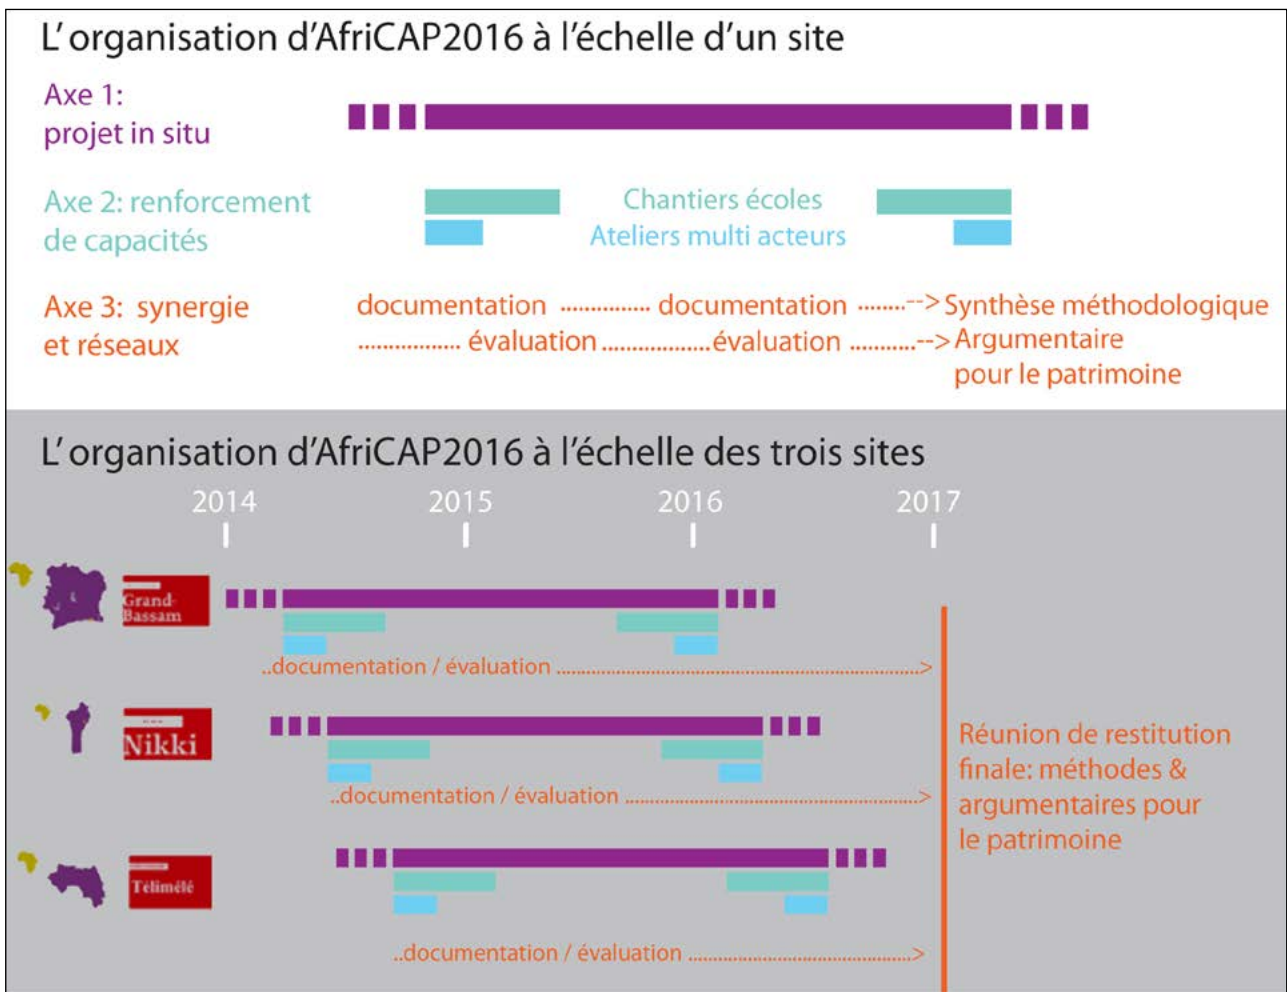 L'organisation d'AfriCAP2016 à l'échelle d'un site
Axe 1:
projet in situ
Axe 2: renforcement
de capacités
Chantiers écoles
Ateliers multi acteurs
Axe 3: synergie
et réseaux
documentation ............... documentation ........--> Synthèse méthodologique
................. évaluation ..................évaluation ...........--> Argumentaire
pour le patrimoine
L'organisation d'AfriCAP2016 à l'échelle des trois sites
2014 2015 2016 2017
Grand-
Bassam
..documentation / évaluation ...............................................>
Nikki
..documentation / évaluation ...............................................>
Télimélé
..documentation / évaluation ...............................................>
Réunion de restitution
finale: méthodes &
argumentaires pour
le patrimoine